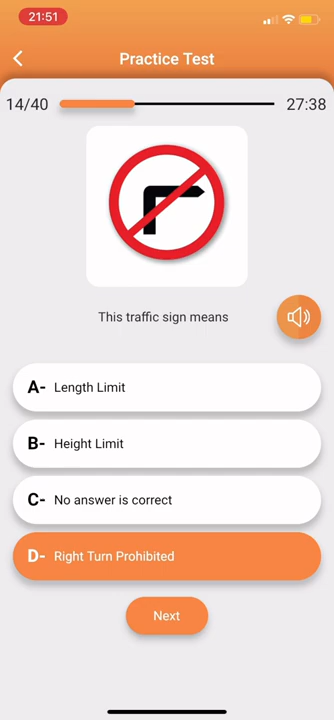 21:51
Practice Test
14/40
27:38
This traffic sign means
A- Length Limit
B- Height Limit
C- No answer is correct
D- Right Turn Prohibited
Next